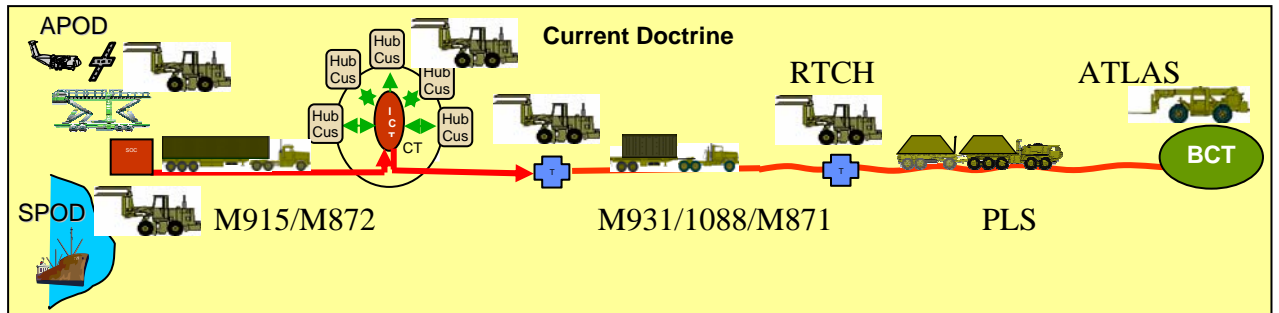 APOD
Hub
Cus
Hub
Cus
Hub
Cus
Hub
Cus
Hub
Cus
I
C
T
CT
Current Doctrine
RTCH
ATLAS
SOC
T
T
BCT
SPOD
M915/M872
M931/1088/M871
PLS